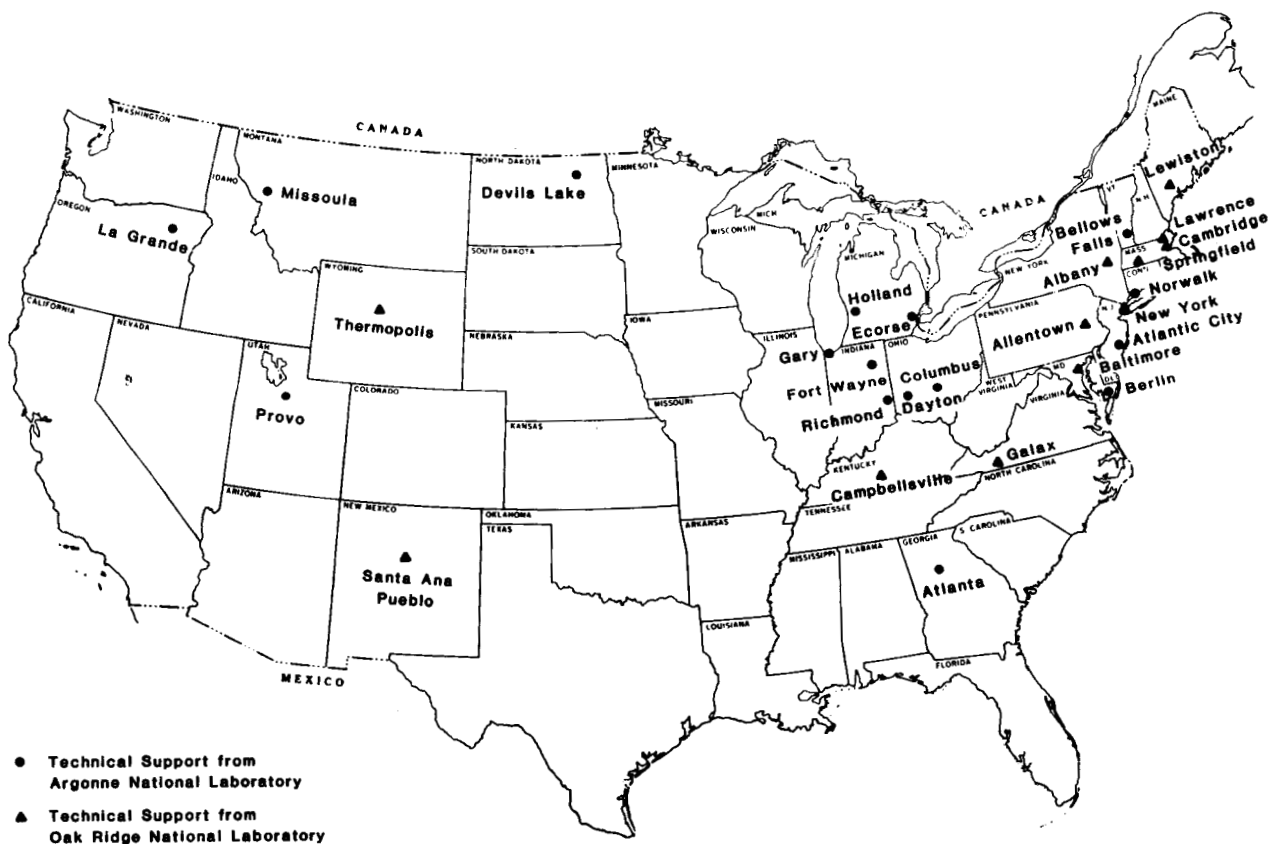 CANADA
WASHINGTON
MONTANA
NORTH DAKOTA
MINNESOTA
IDAHO
Missoula
Devils Lake
OREGON
La Grande
SOUTH DAKOTA
WYOMING
Thermopolis
CALIFORNIA
NEVADA
UTAH
Provo
NEBRASKA
IOWA
COLORADO
KANSAS
MISSOURI
ARIZONA
NEW MEXICO
Santa Ana
Pueblo
OKLAHOMA
TEXAS
ARKANSAS
LOUISIANA
MEXICO
WISCONSIN
MICH
MICHIGAN
CANADA
MAINE
Lewiston
VT
N.H.
Bellows
Falls
Lawrence
Cambridge
MASS
Springfield
CONN
NEW YORK
Albany
Norwalk
Holland
Ecorse
PENNSYLVANIA
Allentown
N.J.
New York
Atlantic City
ILLINOIS
Gary
INDIANA
OHIO
Fort Wayne
Columbus
Richmond
Dayton
WEST
VIRGINIA
MD
Baltimore
DEL
Berlin
VIRGINIA
KENTUCKY
Campbellsville
Galax
NORTH CAROLINA
TENNESSEE
S CAROLINA
MISSISSIPPI
ALABAMA
GEORGIA
Atlanta
FLORIDA
Technical Support from
Argonne National Laboratory
Technical Support from
Oak Ridge National Laboratory